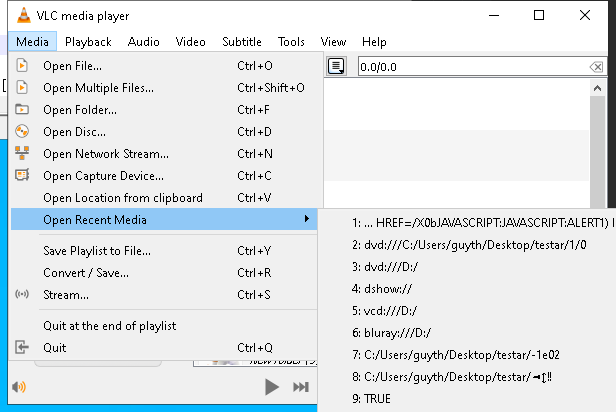 VLC media player
Media Playback Audio Video Subtitle Tools View Help
Open File... Ctrl+O
0.0/0.0
Open Multiple Files... Ctrl+Shift+O
Open Folder... Ctrl+F
Open Disc... Ctrl+D
Open Network Stream... Ctrl+N
Open Capture Device... Ctrl+C
Open Location from clipboard Ctrl+V
Open Recent Media
1: ... HREF=/X0bJAVASCRIPT:JAVASCRIPT:ALERT1) I
2: dvd:///C:/Users/guyth/Desktop/testar/1/0
Save Playlist to File... Ctrl+Y
3: dvd:///D:/
Convert / Save... Ctrl+R
4: dshow://
Stream... Ctrl+S
5: vcd:///D:/
Quit at the end of playlist
6: bluray:///D:/
Quit Ctrl+Q
7: C:/Users/guyth/Desktop/testar/-1e02
8: C:/Users/guyth/Desktop/testar/⊸↨‼
9: TRUE